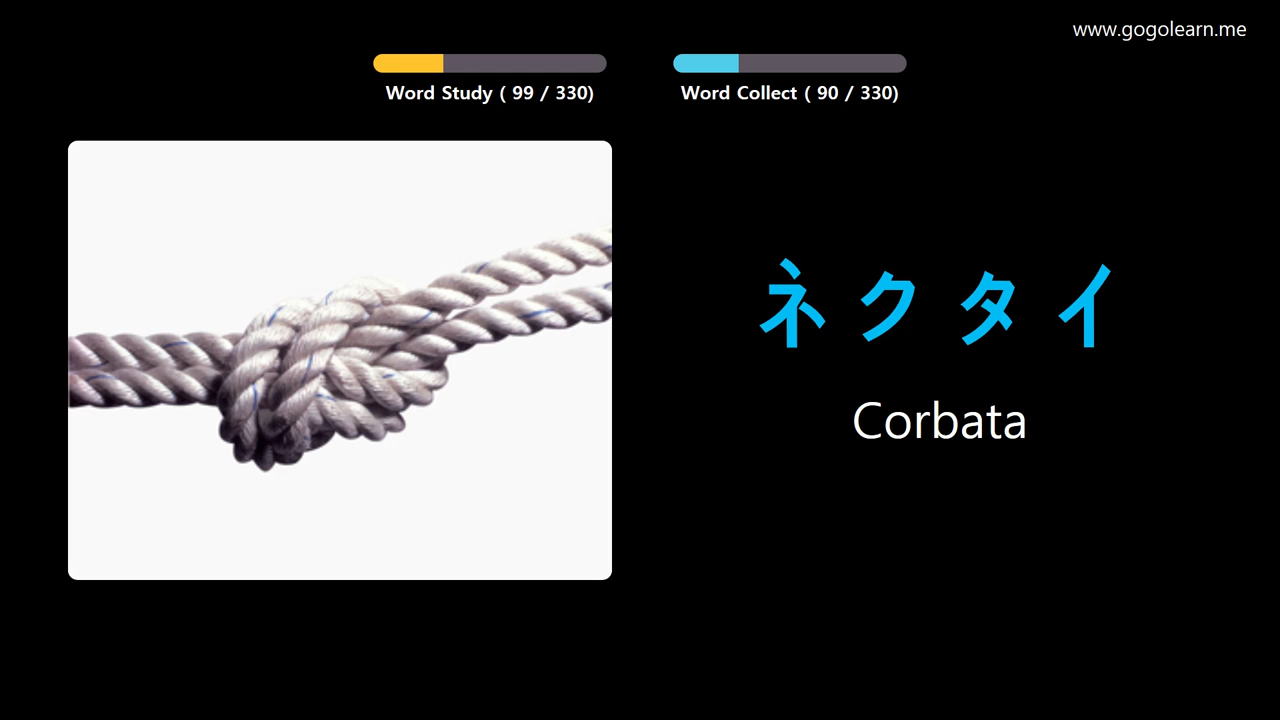 www.gogolearn.me
Word Study ( 99 / 330)
Word Collect ( 90 / 330)
ネクタイ
Corbata